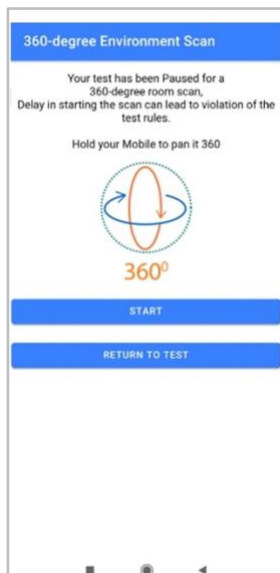 360-degree Environment Scan
Your test has been Paused for a
360-degree room scan,
Delay in starting the scan can lead to violation of the
test rules.
Hold your Mobile to pan it 360
360⁰
START
RETURN TO TEST